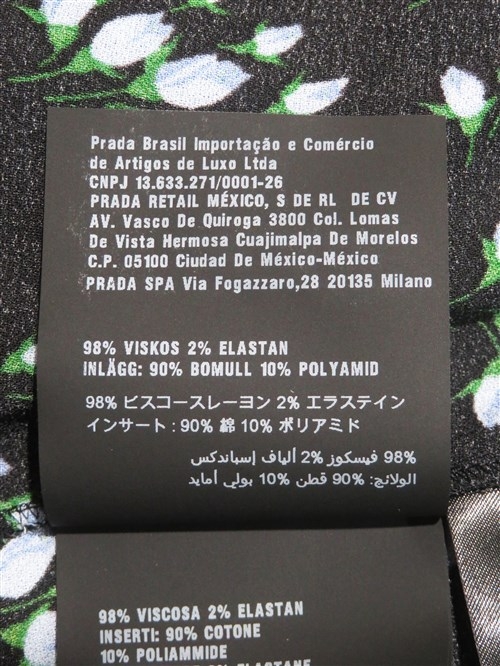 Prada Brasil Importação e Comércio
de Artigos de Luxo Ltda
CNPJ 13.633.271/0001-26
PRADA RETAIL MÉXICO, S DE RL DE CV
AV. Vasco De Quiroga 3800 Col. Lomas
De Vista Hermosa Cuajimalpa De Morelos
C.P. 05100 Ciudad De México-México
PRADA SPA Via Fogazzaro,28 20135 Milano
98% VISKOS 2% ELASTAN
INLÄGG: 90% BOMULL 10% POLYAMID
98% ビスコースレーヨン 2% エラステイン
インサート : 90% 綿 10% ポリアミド
98% فيسكوز 2% ألياف إسباندكس
الولائج: 90% قطن 10% بولي أمايد
98% VISCOSA 2% ELASTAN
INSERTI: 90% COTONE
10% POLIAMMIDE
98% VISCOSE 2% ELASTANE